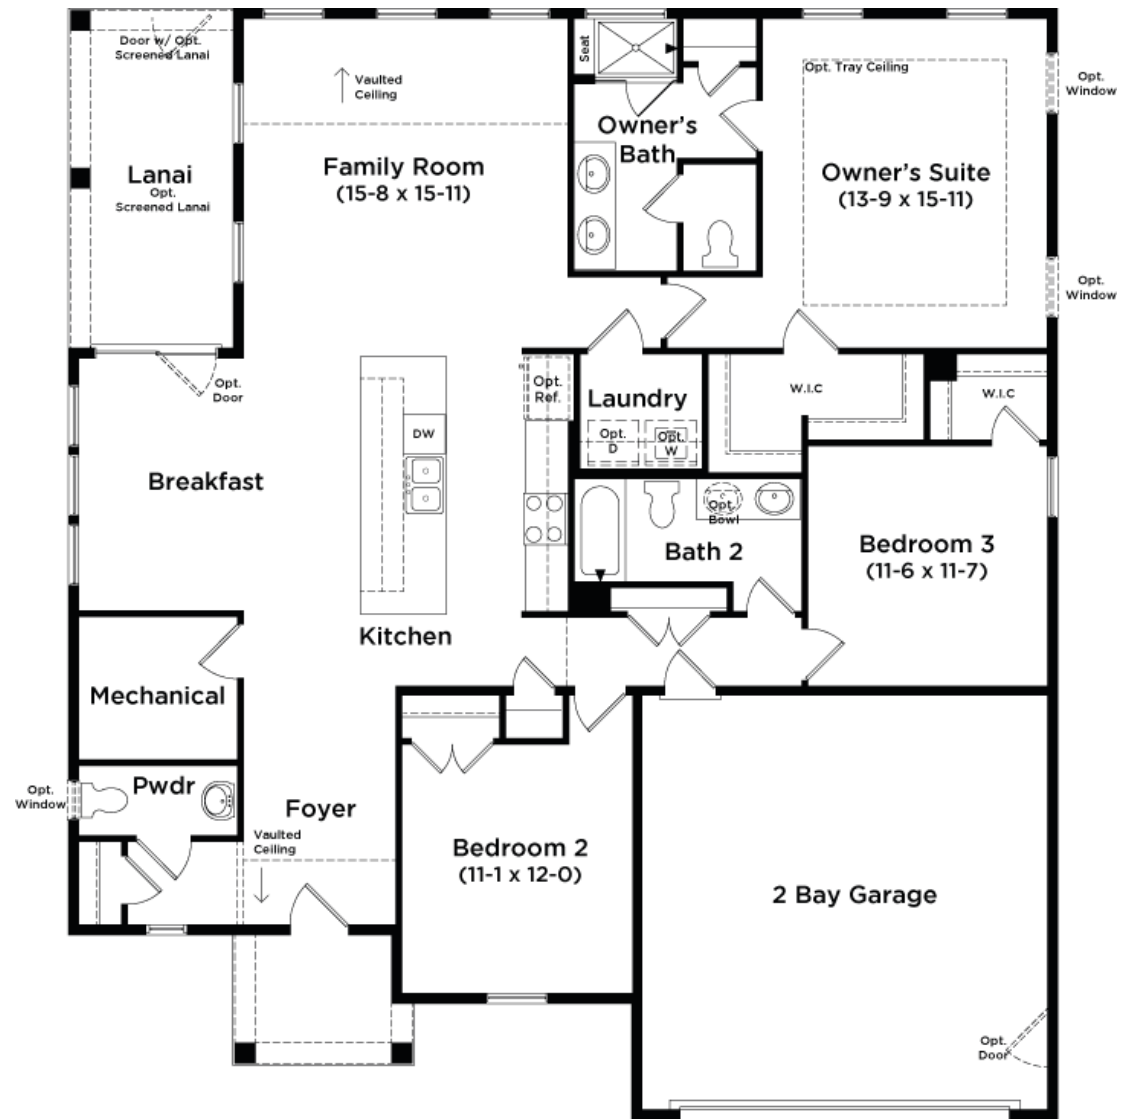 Door w/ Opt.
Screened Lanai
Vaulted
Ceiling
Seat
Opt. Tray Ceiling
Opt.
Window
Owner's
Bath
Family Room
(15-8 x 15-11)
Lanai
Opt.
Screened Lanai
Owner's Suite
(13-9 x 15-11)
Opt.
Window
Opt.
Door
Opt.
Ref.
Laundry
W.I.C
W.I.C
DW
Opt.
D
Opt.
W
Breakfast
Opt.
Bowl
Bath 2
Bedroom 3
(11-6 x 11-7)
Kitchen
Mechanical
Pwdr
Opt.
Window
Foyer
Vaulted
Ceiling
Bedroom 2
(11-1 x 12-0)
2 Bay Garage
Opt.
Door